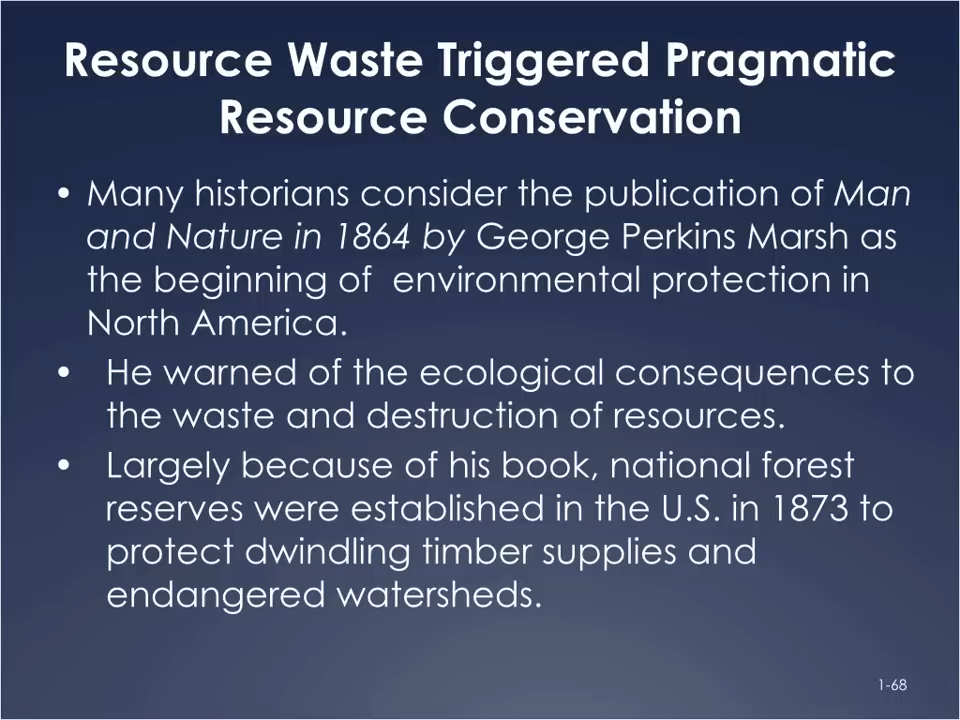 Resource Waste Triggered Pragmatic
Resource Conservation
• Many historians consider the publication of Man
and Nature in 1864 by George Perkins Marsh as
the beginning of  environmental protection in
North America.
• He warned of the ecological consequences to
the waste and destruction of resources.
• Largely because of his book, national forest
reserves were established in the U.S. in 1873 to
protect dwindling timber supplies and
endangered watersheds.
1-68